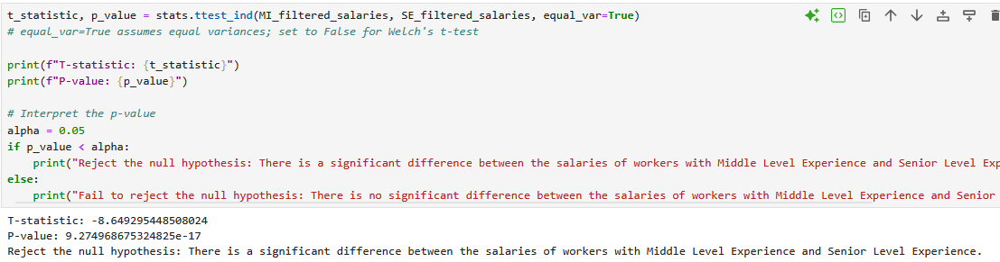 t_statistic, p_value = stats.ttest_ind(MI_filtered_salaries, SE_filtered_salaries, equal_var=True)
# equal_var=True assumes equal variances; set to False for Welch's t-test
print(f"T-statistic: {t_statistic}")
print(f"P-value: {p_value}")
# Interpret the p-value
alpha = 0.05
if p_value < alpha:
    print("Reject the null hypothesis: There is a significant difference between the salaries of workers with Middle Level Experience and Senior Level Exp
else:
    print("Fail to reject the null hypothesis: There is no significant difference between the salaries of workers with Middle Level Experience and Senior
T-statistic: -8.649295448508024
P-value: 9.274968675324825e-17
Reject the null hypothesis: There is a significant difference between the salaries of workers with Middle Level Experience and Senior Level Experience.